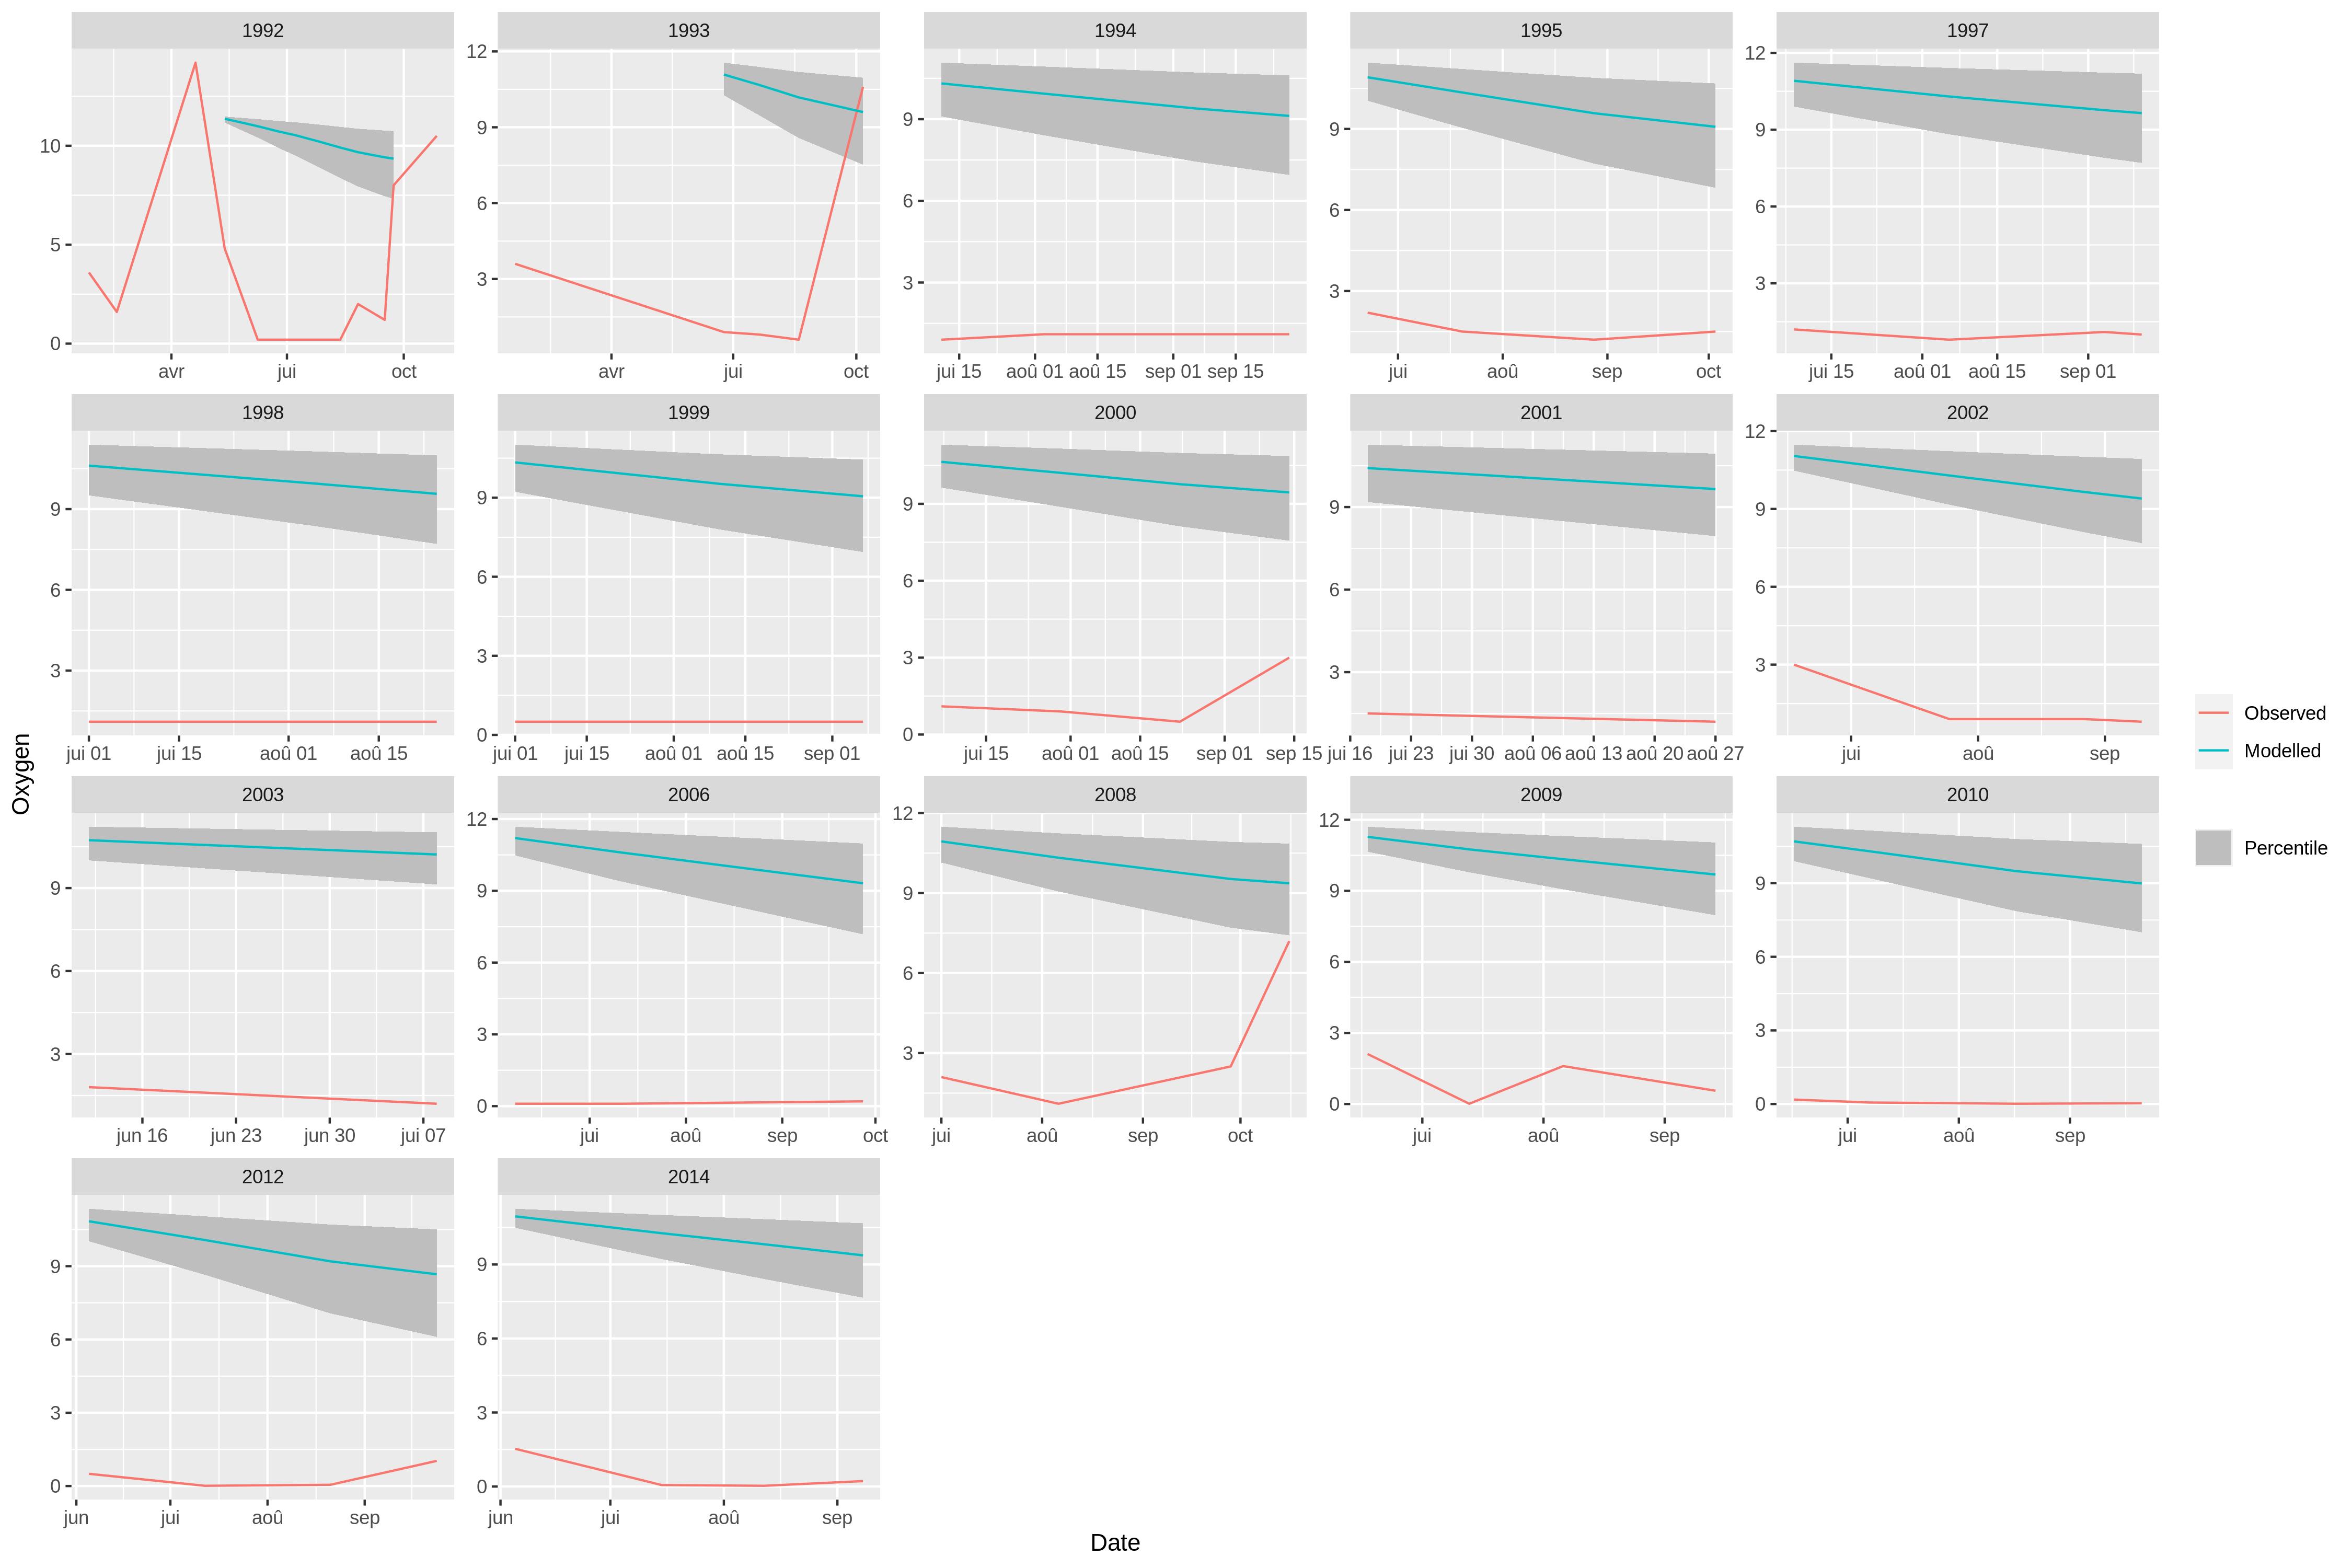 1992 1993 1994 1995 1997
12 12
10 9 9 9 9
5 6 6 6 6
3 3 3 3
0
avr jui oct avr jui oct jui 15 aoû 01 aoû 15 sep 01 sep 15 jui aoû sep oct jui 15 aoû 01 aoû 15 sep 01
1998 1999 2000 2001 2002
12
9 9 9 9 9
6 6 6 6 6
3 3 3 3 3
0 0
jui 01 jui 15 aoû 01 aoû 15 jui 01 jui 15 aoû 01 aoû 15 sep 01 jui 15 aoû 01 aoû 15 sep 01 sep 15 jui 16 jui 23 jui 30 aoû 06 aoû 13 aoû 20 aoû 27 jui aoû sep
Observed
Modelled
Percentile
Oxygen
2003 2006 2008 2009 2010
12 12 12
9 9 9 9 9
6 6 6 6 6
3 3 3 3 3
0 0 0
jun 16 jun 23 jun 30 jui 07 jui aoû sep oct jui aoû sep oct jui aoû sep jui aoû sep
2012 2014
9 9
6 6
3 3
0 0
jun jui aoû sep jun jui aoû sep
Date